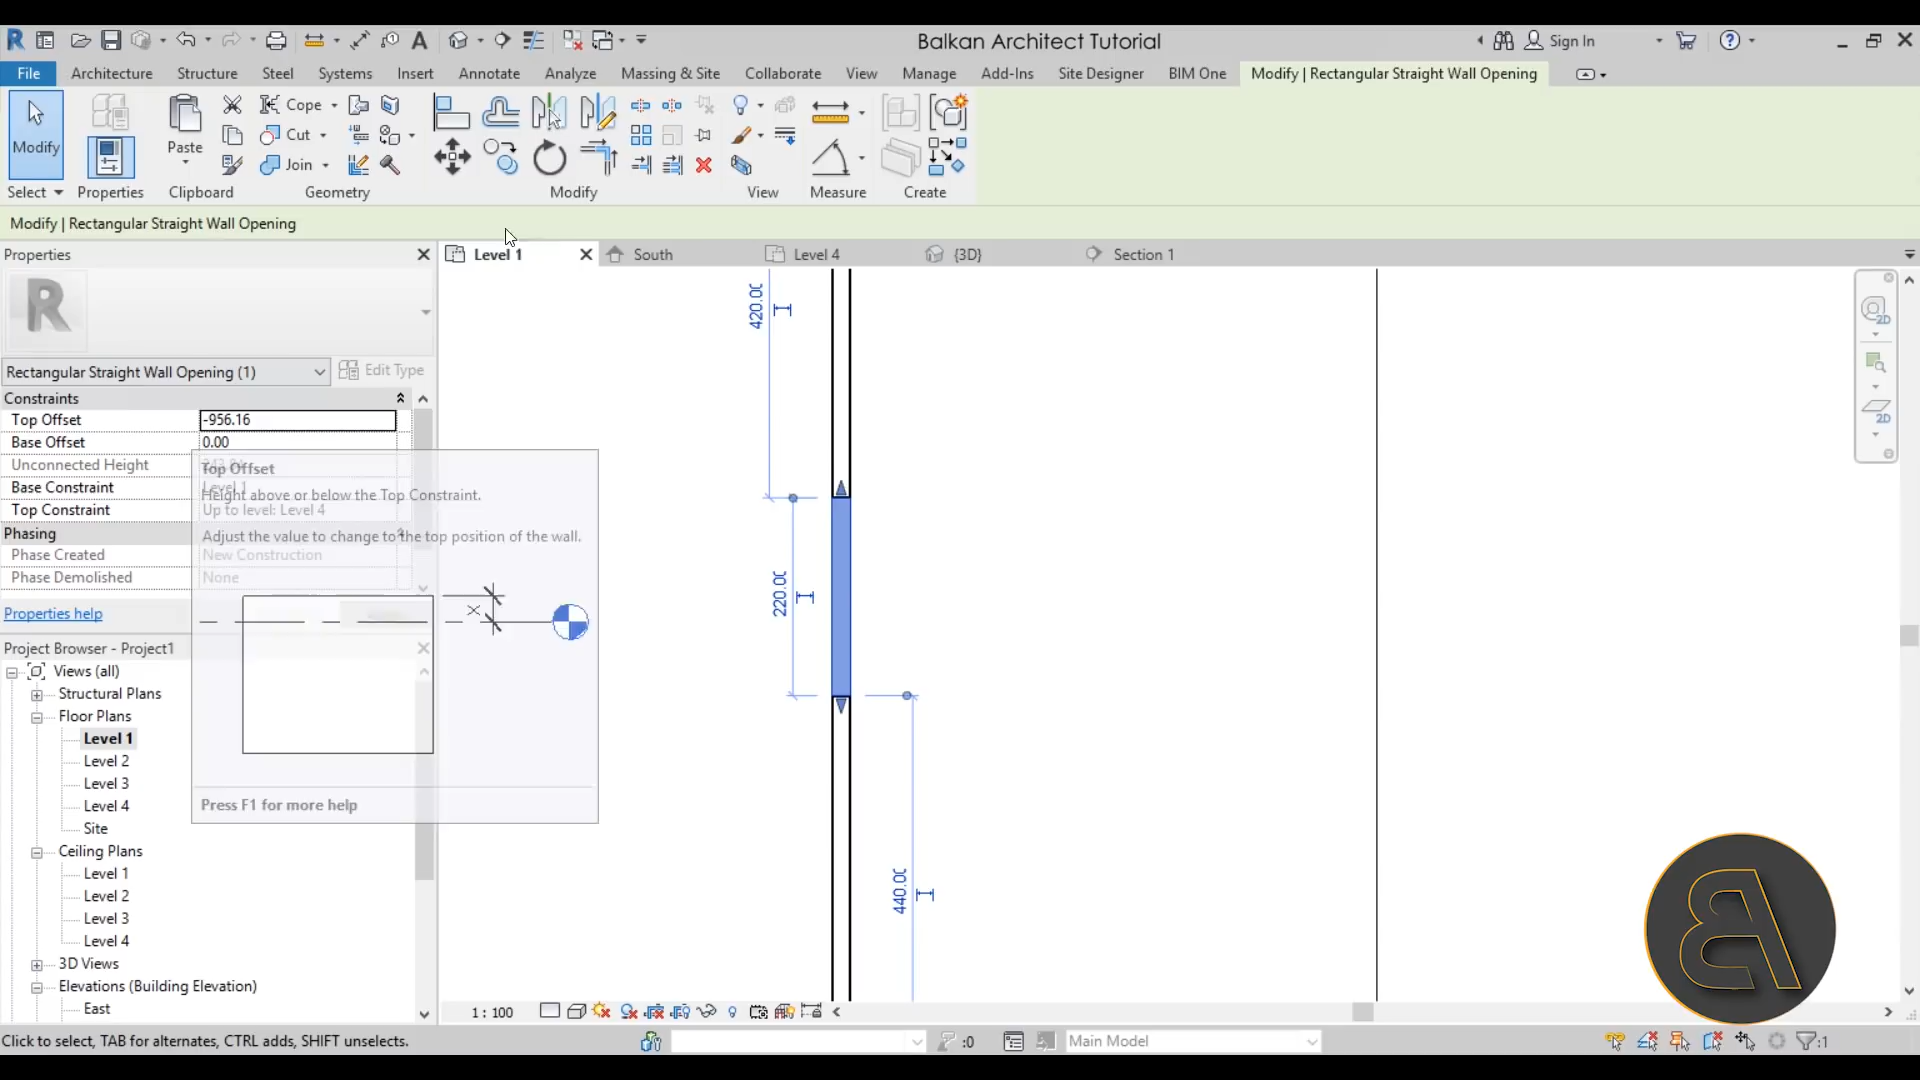 Balkan Architect Tutorial
Sign In
File Architecture Structure Steel Systems Insert Annotate Analyze Massing & Site Collaborate View Manage Add-Ins Site Designer BIM One Modify | Rectangular Straight Wall Opening
Modify
Paste
Cope
Cut
Join
Select Properties Clipboard Geometry Modify View Measure Create
Modify | Rectangular Straight Wall Opening
Properties
Level 1 South Level 4 {3D} Section 1
R
Rectangular Straight Wall Opening (1)
Edit Type
Constraints
Top Offset -956.16
Base Offset 0.00
Unconnected Height
Base Constraint Level 1
Top Constraint Up to level: Level 4
Phasing
Phase Created New Construction
Phase Demolished None
Properties help
Top Offset
Height above or below the Top Constraint.
Adjust the value to change to the top position of the wall.
X
Press F1 for more help
Project Browser - Project1
Views (all)
Structural Plans
Floor Plans
Level 1
Level 2
Level 3
Level 4
Site
Ceiling Plans
Level 1
Level 2
Level 3
Level 4
3D Views
Elevations (Building Elevation)
East
420.00
220.00
440.00
2D
2D
1 : 100
Click to select, TAB for alternates, CTRL adds, SHIFT unselects.
:0
Main Model
:1
B